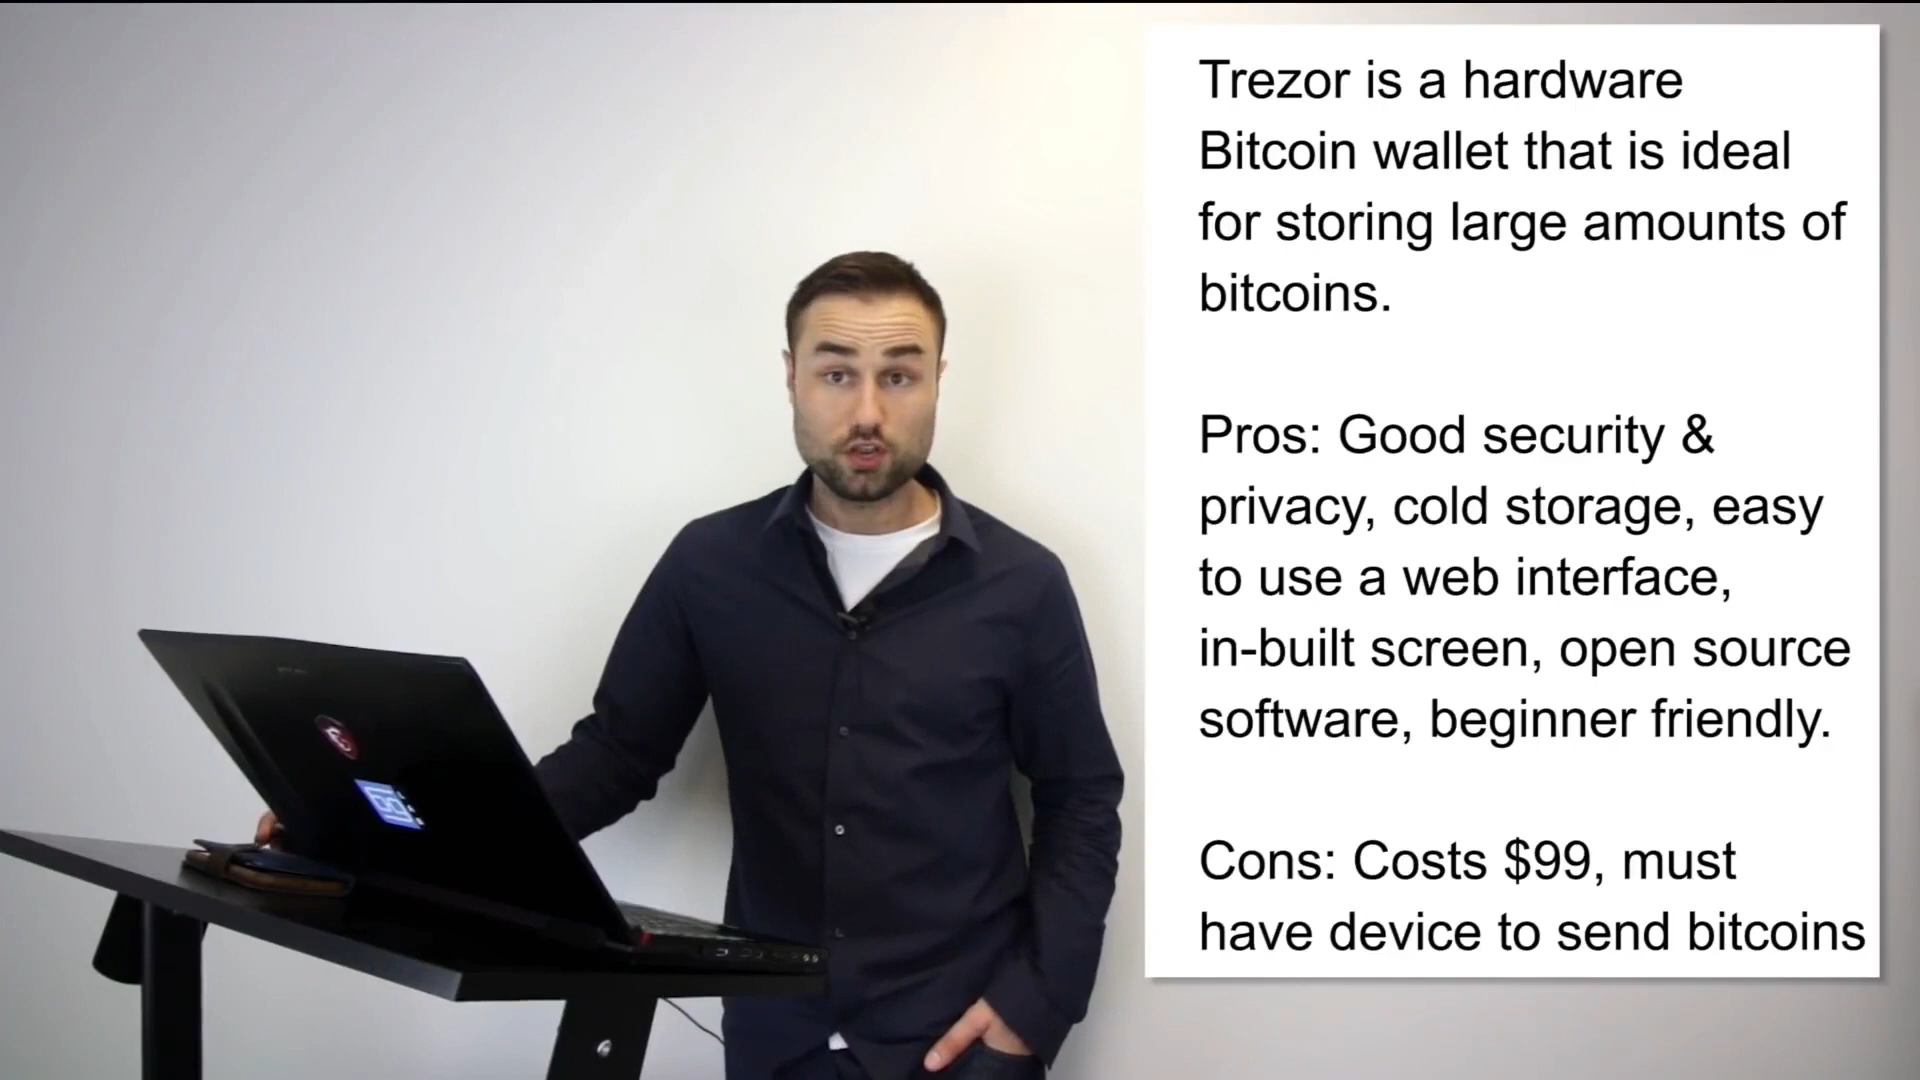 Trezor is a hardware
Bitcoin wallet that is ideal
for storing large amounts of
bitcoins.
Pros: Good security &
privacy, cold storage, easy
to use a web interface,
in-built screen, open source
software, beginner friendly.
Cons: Costs $99, must
have device to send bitcoins